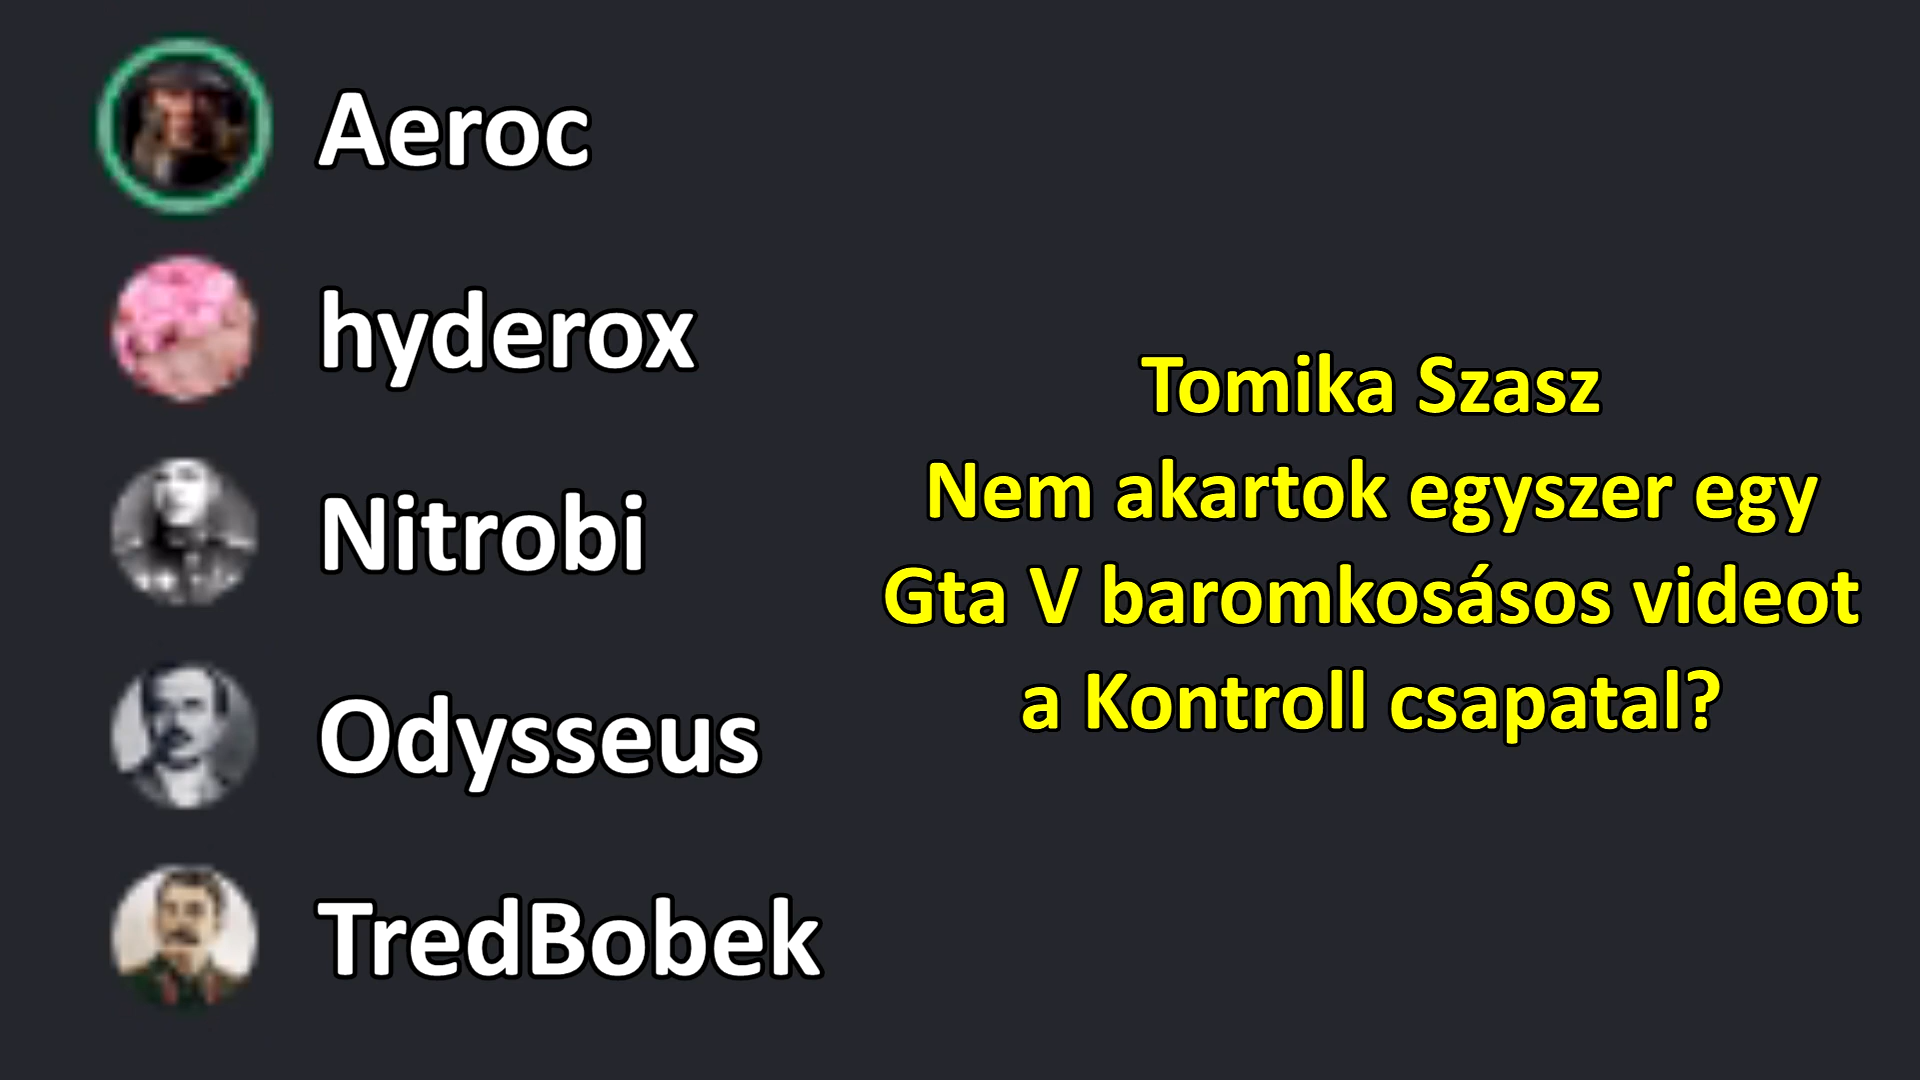 Aeroc
hyderox
Nitrobi
Odysseus
TredBobek
Tomika Szasz
Nem akartok egyszer egy
Gta V baromkosásos videot
a Kontroll csapatal?